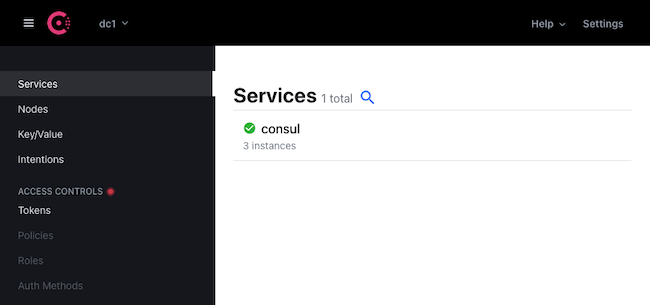 dc1
Help
Settings
Services
Nodes
Key/Value
Intentions
ACCESS CONTROLS
Tokens
Policies
Roles
Auth Methods
Services 1 total
consul
3 instances